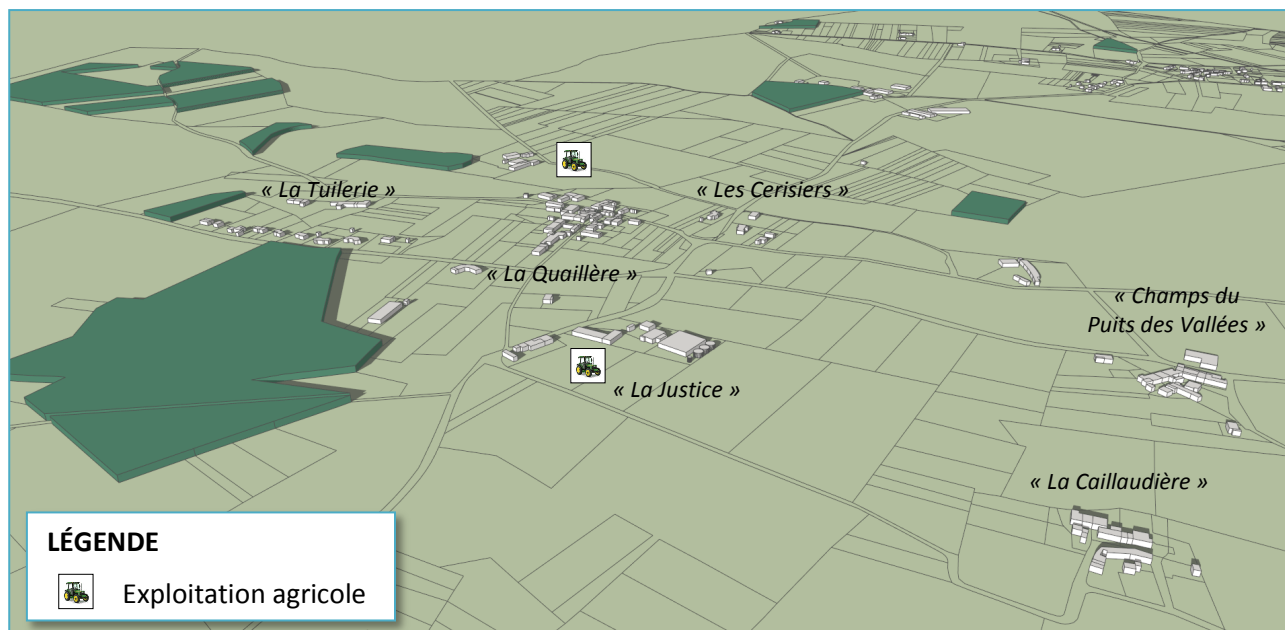 « La Tuilerie »
« Les Cerisiers »
« La Quaillère »
« Champs du
Puits des Vallées »
« La Justice »
« La Caillaudière »
LÉGENDE
Exploitation agricole